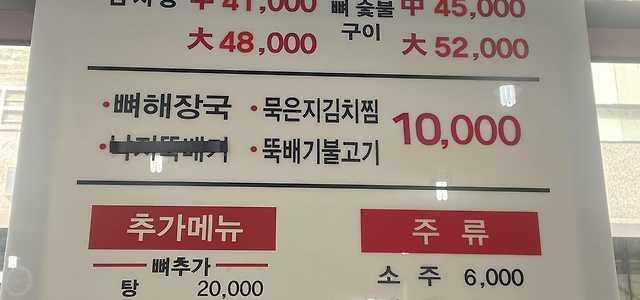 中 41,000
뼈 숯불 中 45,000
구이
大 48,000
大 52,000
·뼈해장국 ·묵은지김치찜
10,000
·뚝배기불고기
추가메뉴
주 류
뼈추가
탕 20,000
소 주 6,000